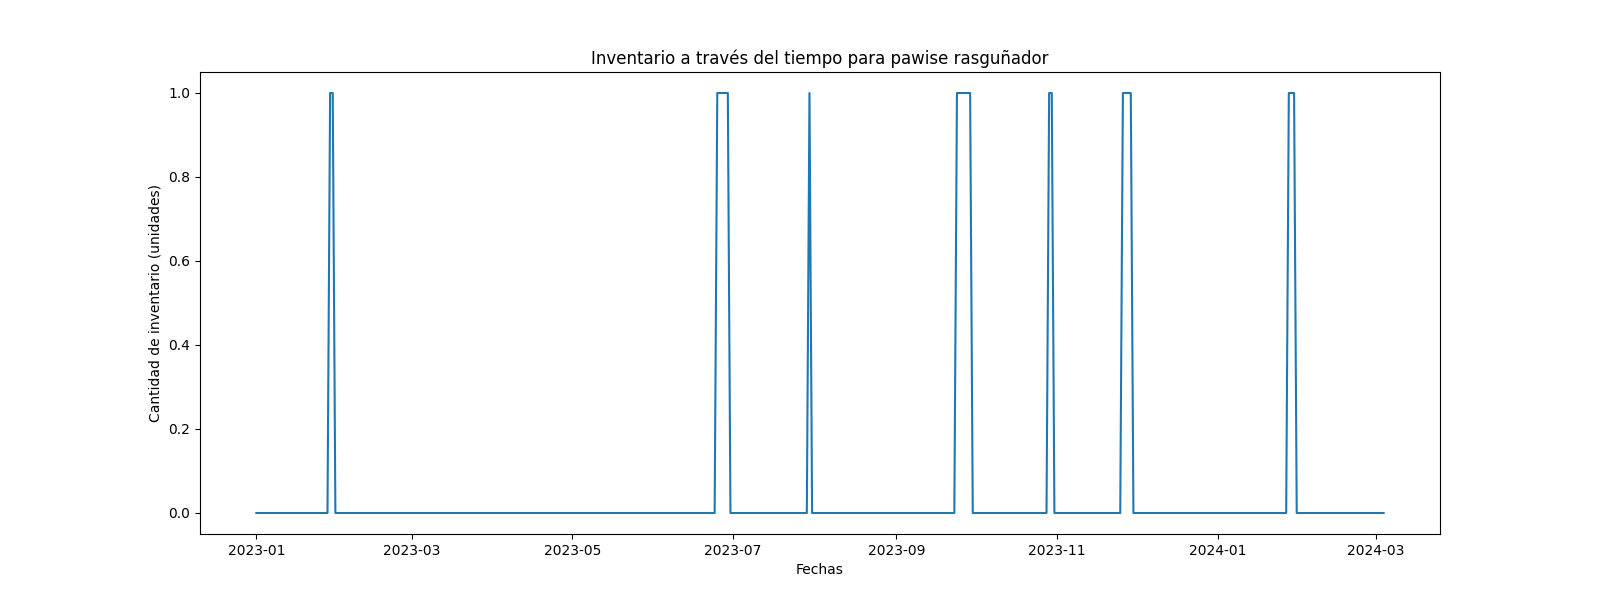 Inventario a través del tiempo para pawise rasguñador
Cantidad de inventario (unidades)
1.0
0.8
0.6
0.4
0.2
0.0
2023-01 2023-03 2023-05 2023-07 2023-09 2023-11 2024-01 2024-03
Fechas